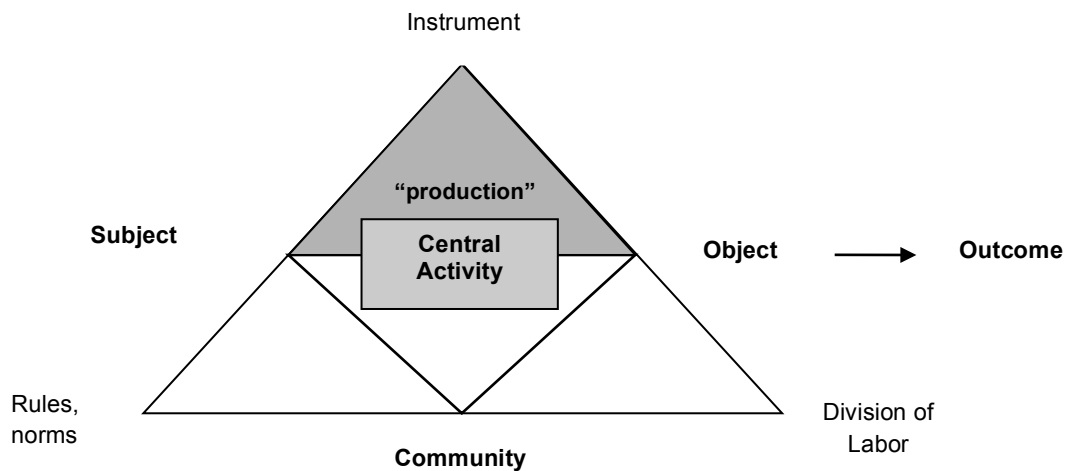 Instrument
“production”
Subject
Central
Activity
Object
Outcome
Rules,
norms
Division of
Labor
Community